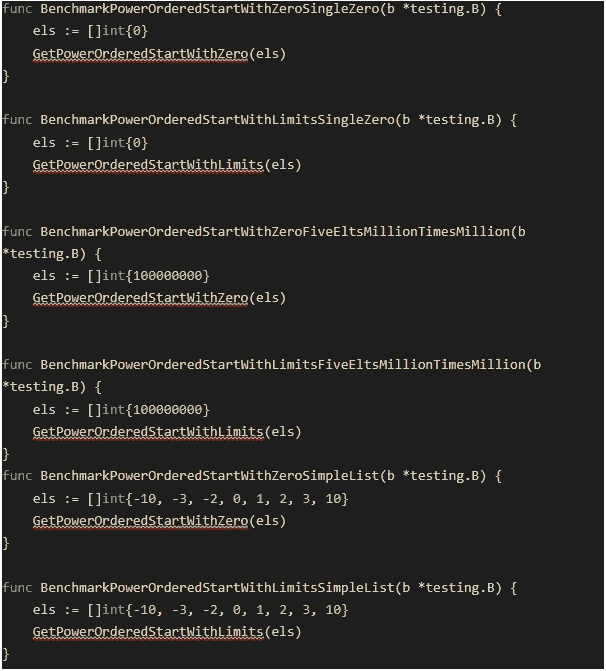 func BenchmarkPowerOrderedStartWithZeroSingleZero(b *testing.B) {
    els := []int{0}
    GetPowerOrderedStartWithZero(els)
}

func BenchmarkPowerOrderedStartWithLimitsSingleZero(b *testing.B) {
    els := []int{0}
    GetPowerOrderedStartWithLimits(els)
}

func BenchmarkPowerOrderedStartWithZeroFiveEltsMillionTimesMillion(b
*testing.B) {
    els := []int{100000000}
    GetPowerOrderedStartWithZero(els)
}

func BenchmarkPowerOrderedStartWithLimitsFiveEltsMillionTimesMillion(b
*testing.B) {
    els := []int{100000000}
    GetPowerOrderedStartWithLimits(els)
}
func BenchmarkPowerOrderedStartWithZeroSimpleList(b *testing.B) {
    els := []int{-10, -3, -2, 0, 1, 2, 3, 10}
    GetPowerOrderedStartWithZero(els)
}

func BenchmarkPowerOrderedStartWithLimitsSimpleList(b *testing.B) {
    els := []int{-10, -3, -2, 0, 1, 2, 3, 10}
    GetPowerOrderedStartWithLimits(els)
}